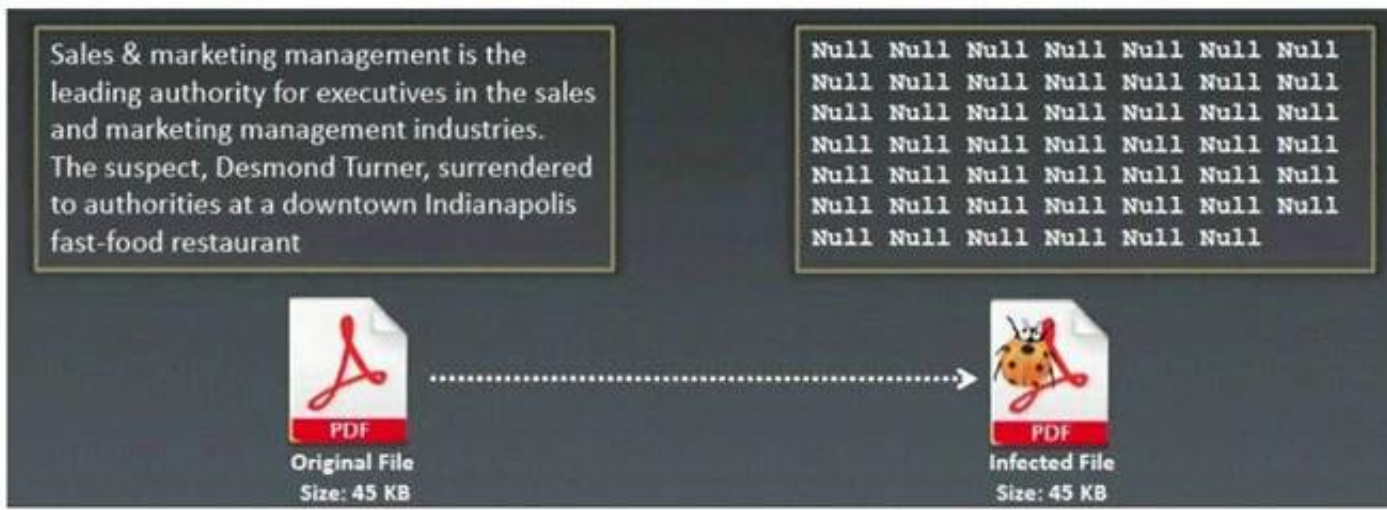 Sales & marketing management is the
leading authority for executives in the sales
and marketing management industries.
The suspect, Desmond Turner, surrendered
to authorities at a downtown Indianapolis
fast-food restaurant
Null Null Null Null Null Null Null
Null Null Null Null Null Null Null
Null Null Null Null Null Null Null
Null Null Null Null Null Null Null
Null Null Null Null Null Null Null
Null Null Null Null Null Null Null
Null Null Null Null Null Null
PDF
Original File
Size: 45 KB
PDF
Infected File
Size: 45 KB